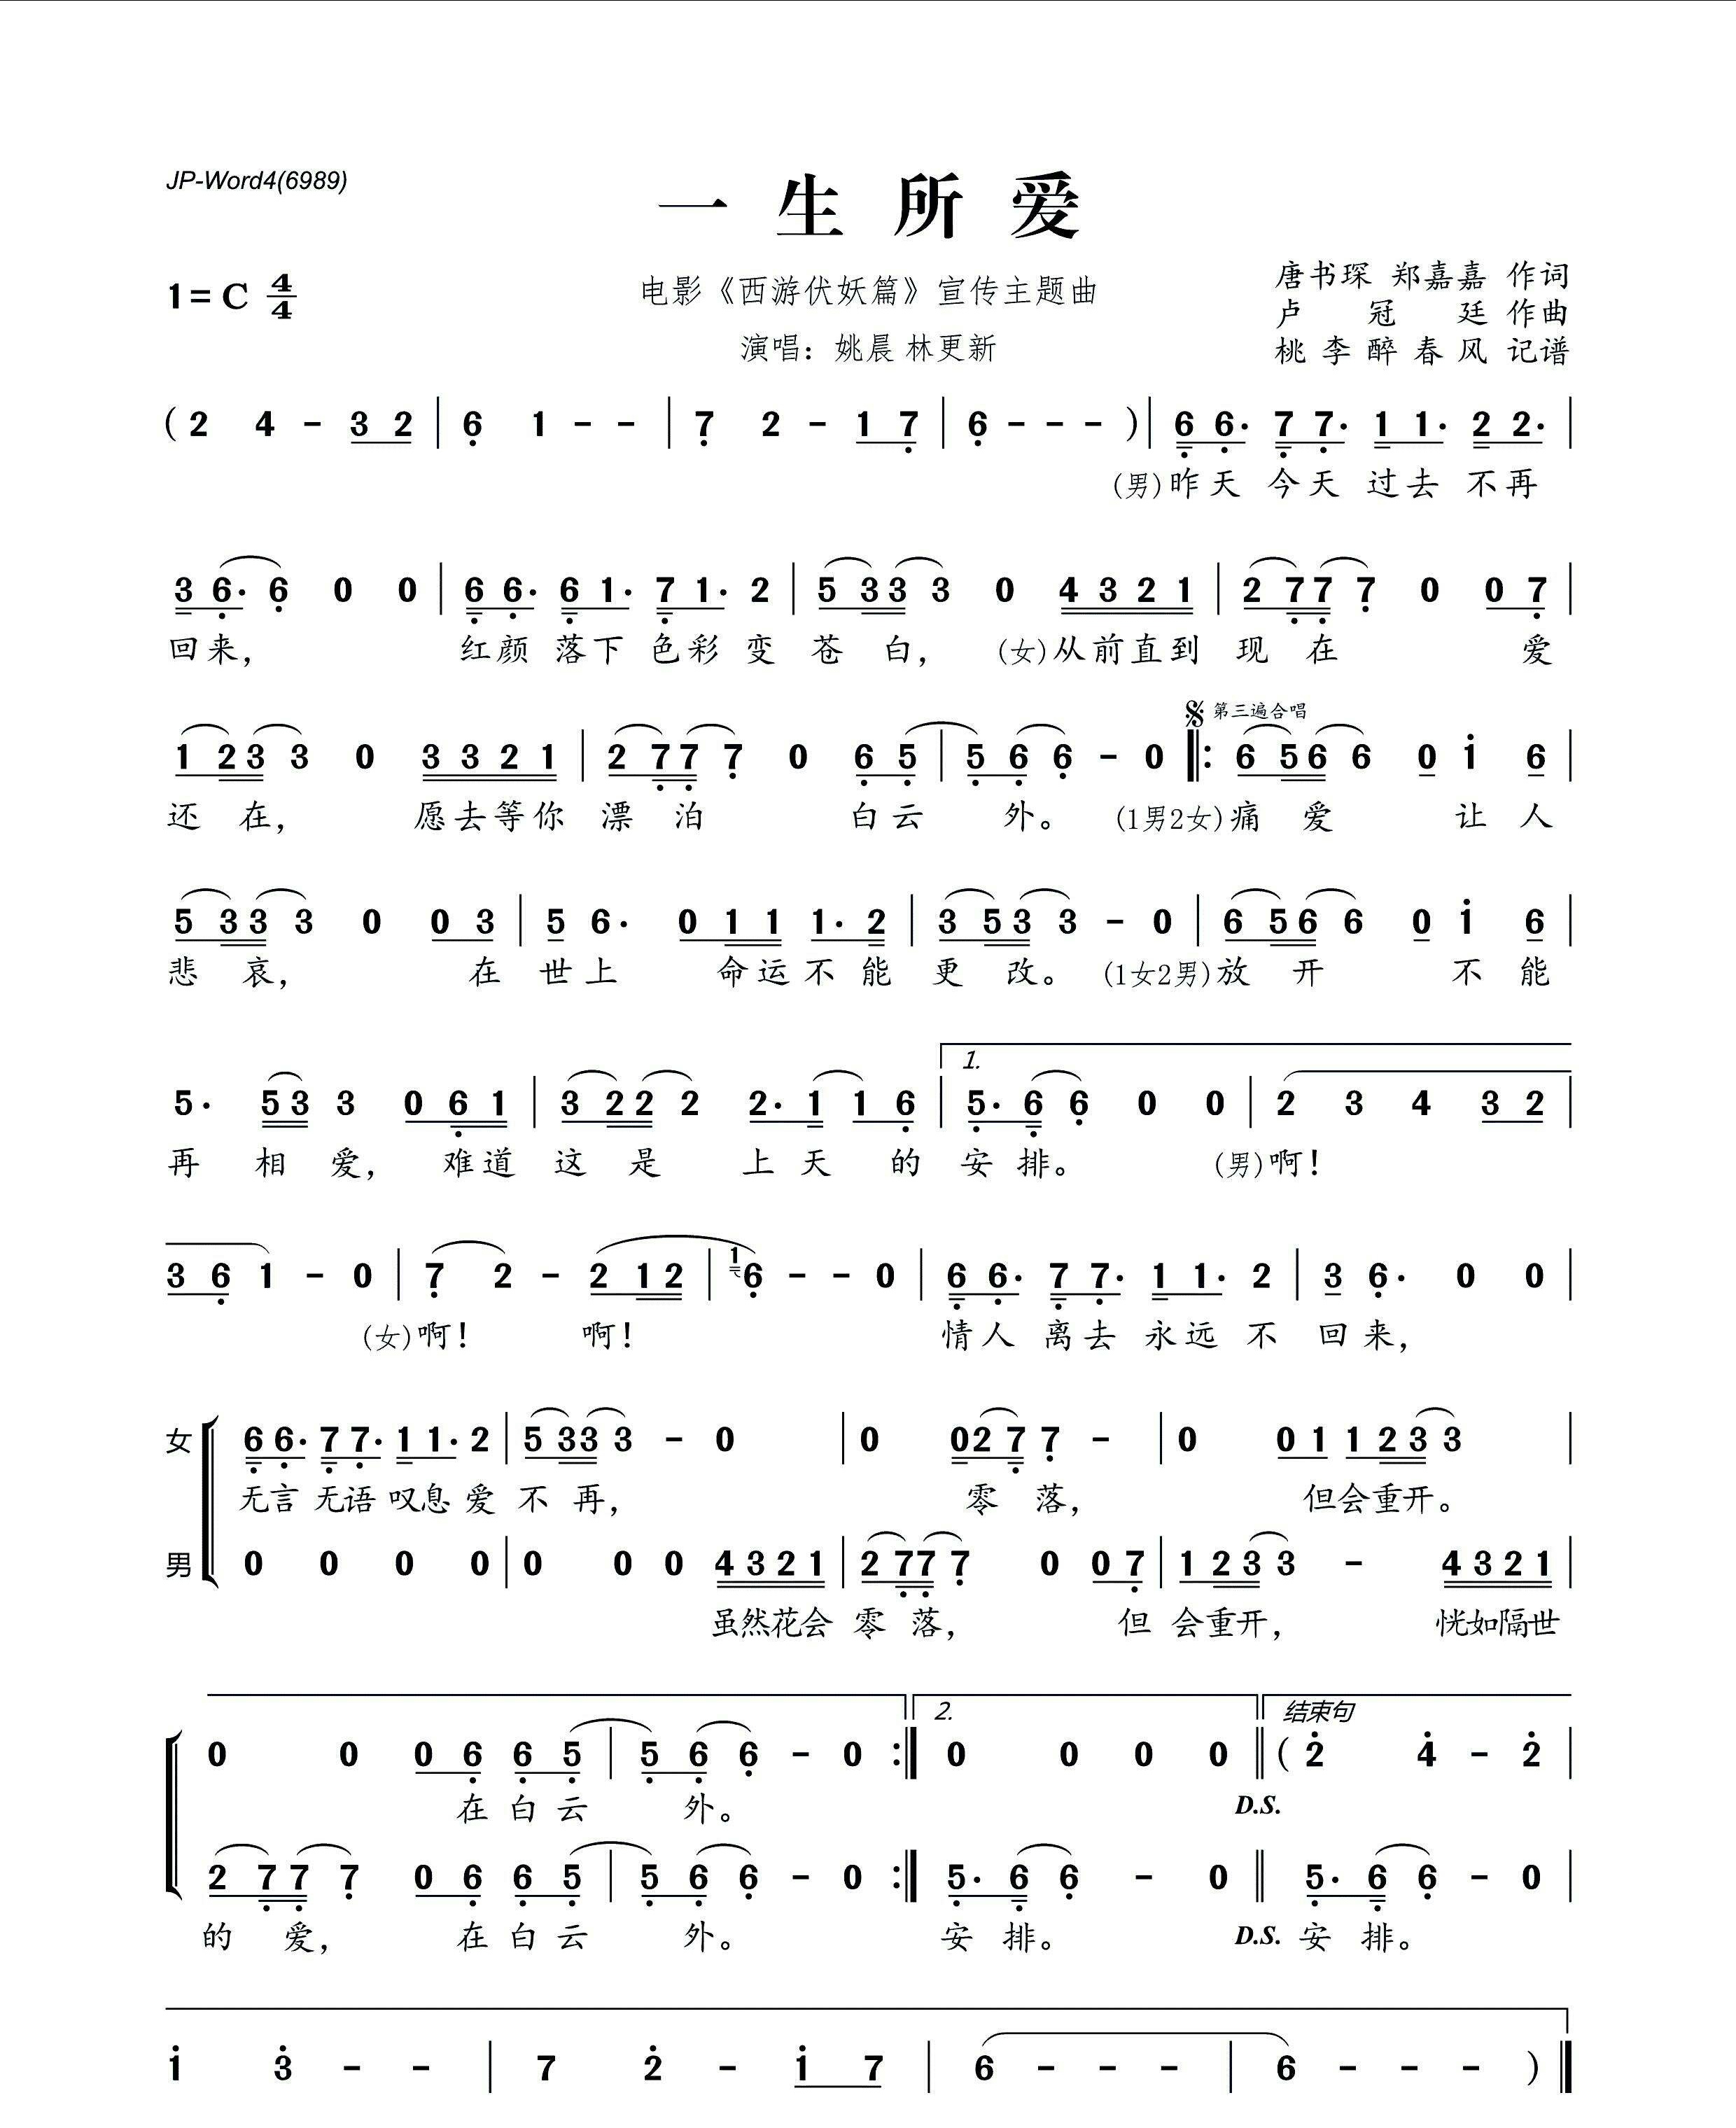 JP-Word4(6989)
一生所爱
1=C 4/4
电影《西游伏妖篇》宣传主题曲
演唱：姚晨 林更新
唐书琛 郑嘉嘉 作词
卢冠廷 作曲
桃李醉春风 记谱
( 2 4 - 3 2 | 6 1 - - | 7 2 - 1 7 | 6 - - - ) | 6 6· 7 7· 1 1· 2 2· |
(男)昨天 今天 过去 不再
3 6· 6 0 0 | 6 6· 6 1· 7 1· 2 | 5 3 3 3 0 4 3 2 1 | 2 7 7 7 0 0 7 |
回来， 红颜 落下 色彩 变 苍 白， (女)从前直到 现 在 爱
第三遍合唱
1 2 3 3 0 3 3 2 1 | 2 7 7 7 0 6 5 | 5 6 6 - 0 |: 6 5 6 6 0 1 6 |
还 在， 愿去等你 漂 泊 白云 外。 (1男2女)痛 爱 让 人
5 3 3 3 0 0 3 | 5 6· 0 1 1 1· 2 | 3 5 3 3 - 0 | 6 5 6 6 0 1 6 |
悲 哀， 在 世上 命运不能 更 改。 (1女2男)放 开 不 能
1.
5· 5 3 3 0 6 1 | 3 2 2 2 2· 1 1 6 | 5· 6 6 0 0 | 2 3 4 3 2 |
再 相 爱， 难道 这 是 上 天 的 安 排。 (男)啊！
3 6 1 - 0 | 7 2 - 2 1 2 | 1 6 - - 0 | 6 6· 7 7· 1 1· 2 | 3 6· 0 0 |
(女)啊！ 啊！ 情人 离去 永远 不 回来，
女 6 6· 7 7· 1 1· 2 | 5 3 3 3 - 0 | 0 0 2 7 7 - | 0 0 1 1 2 3 3 |
无言 无语 叹息 爱 不 再， 零 落， 但会重开。
男 0 0 0 0 | 0 0 0 4 3 2 1 | 2 7 7 7 0 0 7 | 1 2 3 3 - 4 3 2 1 |
虽然花会 零 落， 但 会重开， 恍如隔世
2. 结束句
0 0 0 6 6 5 | 5 6 6 - 0 :| 0 0 0 0 || ( 2 4 - 2 |
在 白 云 外。 D.S.
2 7 7 7 0 6 6 5 | 5 6 6 - 0 :| 5· 6 6 - 0 || 5· 6 6 - 0 |
的 爱， 在 白 云 外。 安 排。 D.S. 安 排。
1 3 - - | 7 2 - 1 7 | 6 - - - | 6 - - - ) |